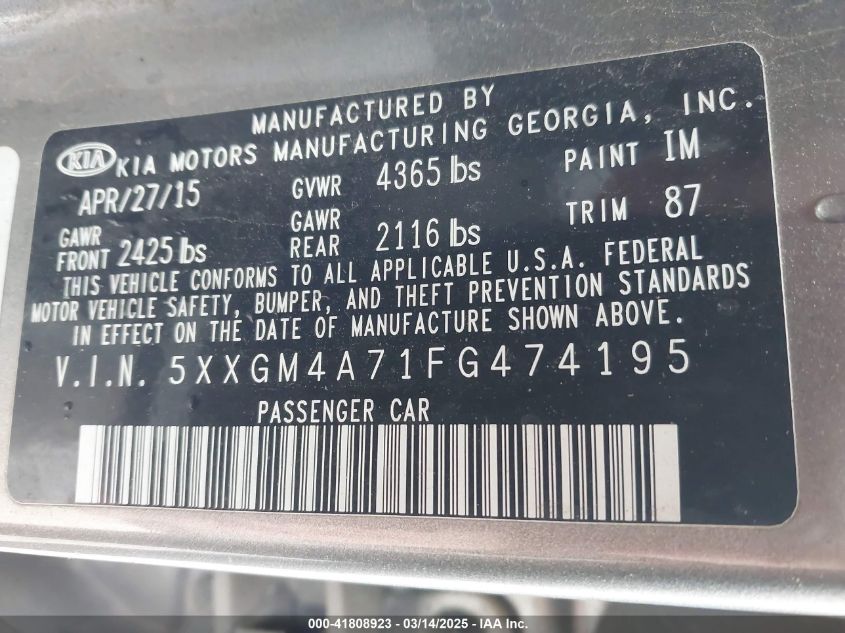 MANUFACTURED BY
KIA KIA MOTORS MANUFACTURING GEORGIA, INC.
APR/27/15 GVWR 4365 lbs PAINT IM
GAWR FRONT 2425 lbs GAWR REAR 2116 lbs TRIM 87
THIS VEHICLE CONFORMS TO ALL APPLICABLE U.S.A. FEDERAL
MOTOR VEHICLE SAFETY, BUMPER, AND THEFT PREVENTION STANDARDS
IN EFFECT ON THE DATE OF MANUFACTURE SHOWN ABOVE.
V.I.N. 5XXGM4A71FG474195
PASSENGER CAR
000-41808923 - 03/14/2025 - IAA Inc.